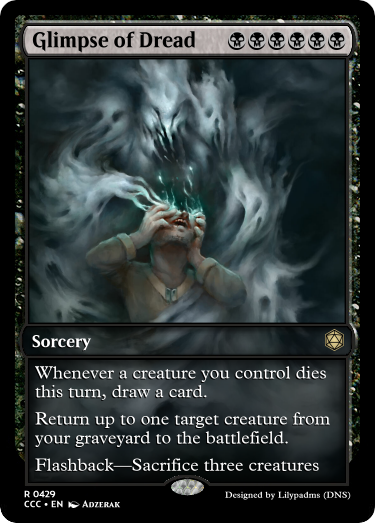 Glimpse of Dread
Sorcery
Whenever a creature you control dies
this turn, draw a card.
Return up to one target creature from
your graveyard to the battlefield.
Flashback—Sacrifice three creatures
R 0429
CCC • EN Adzerak
Designed by Lilypadms (DNS)